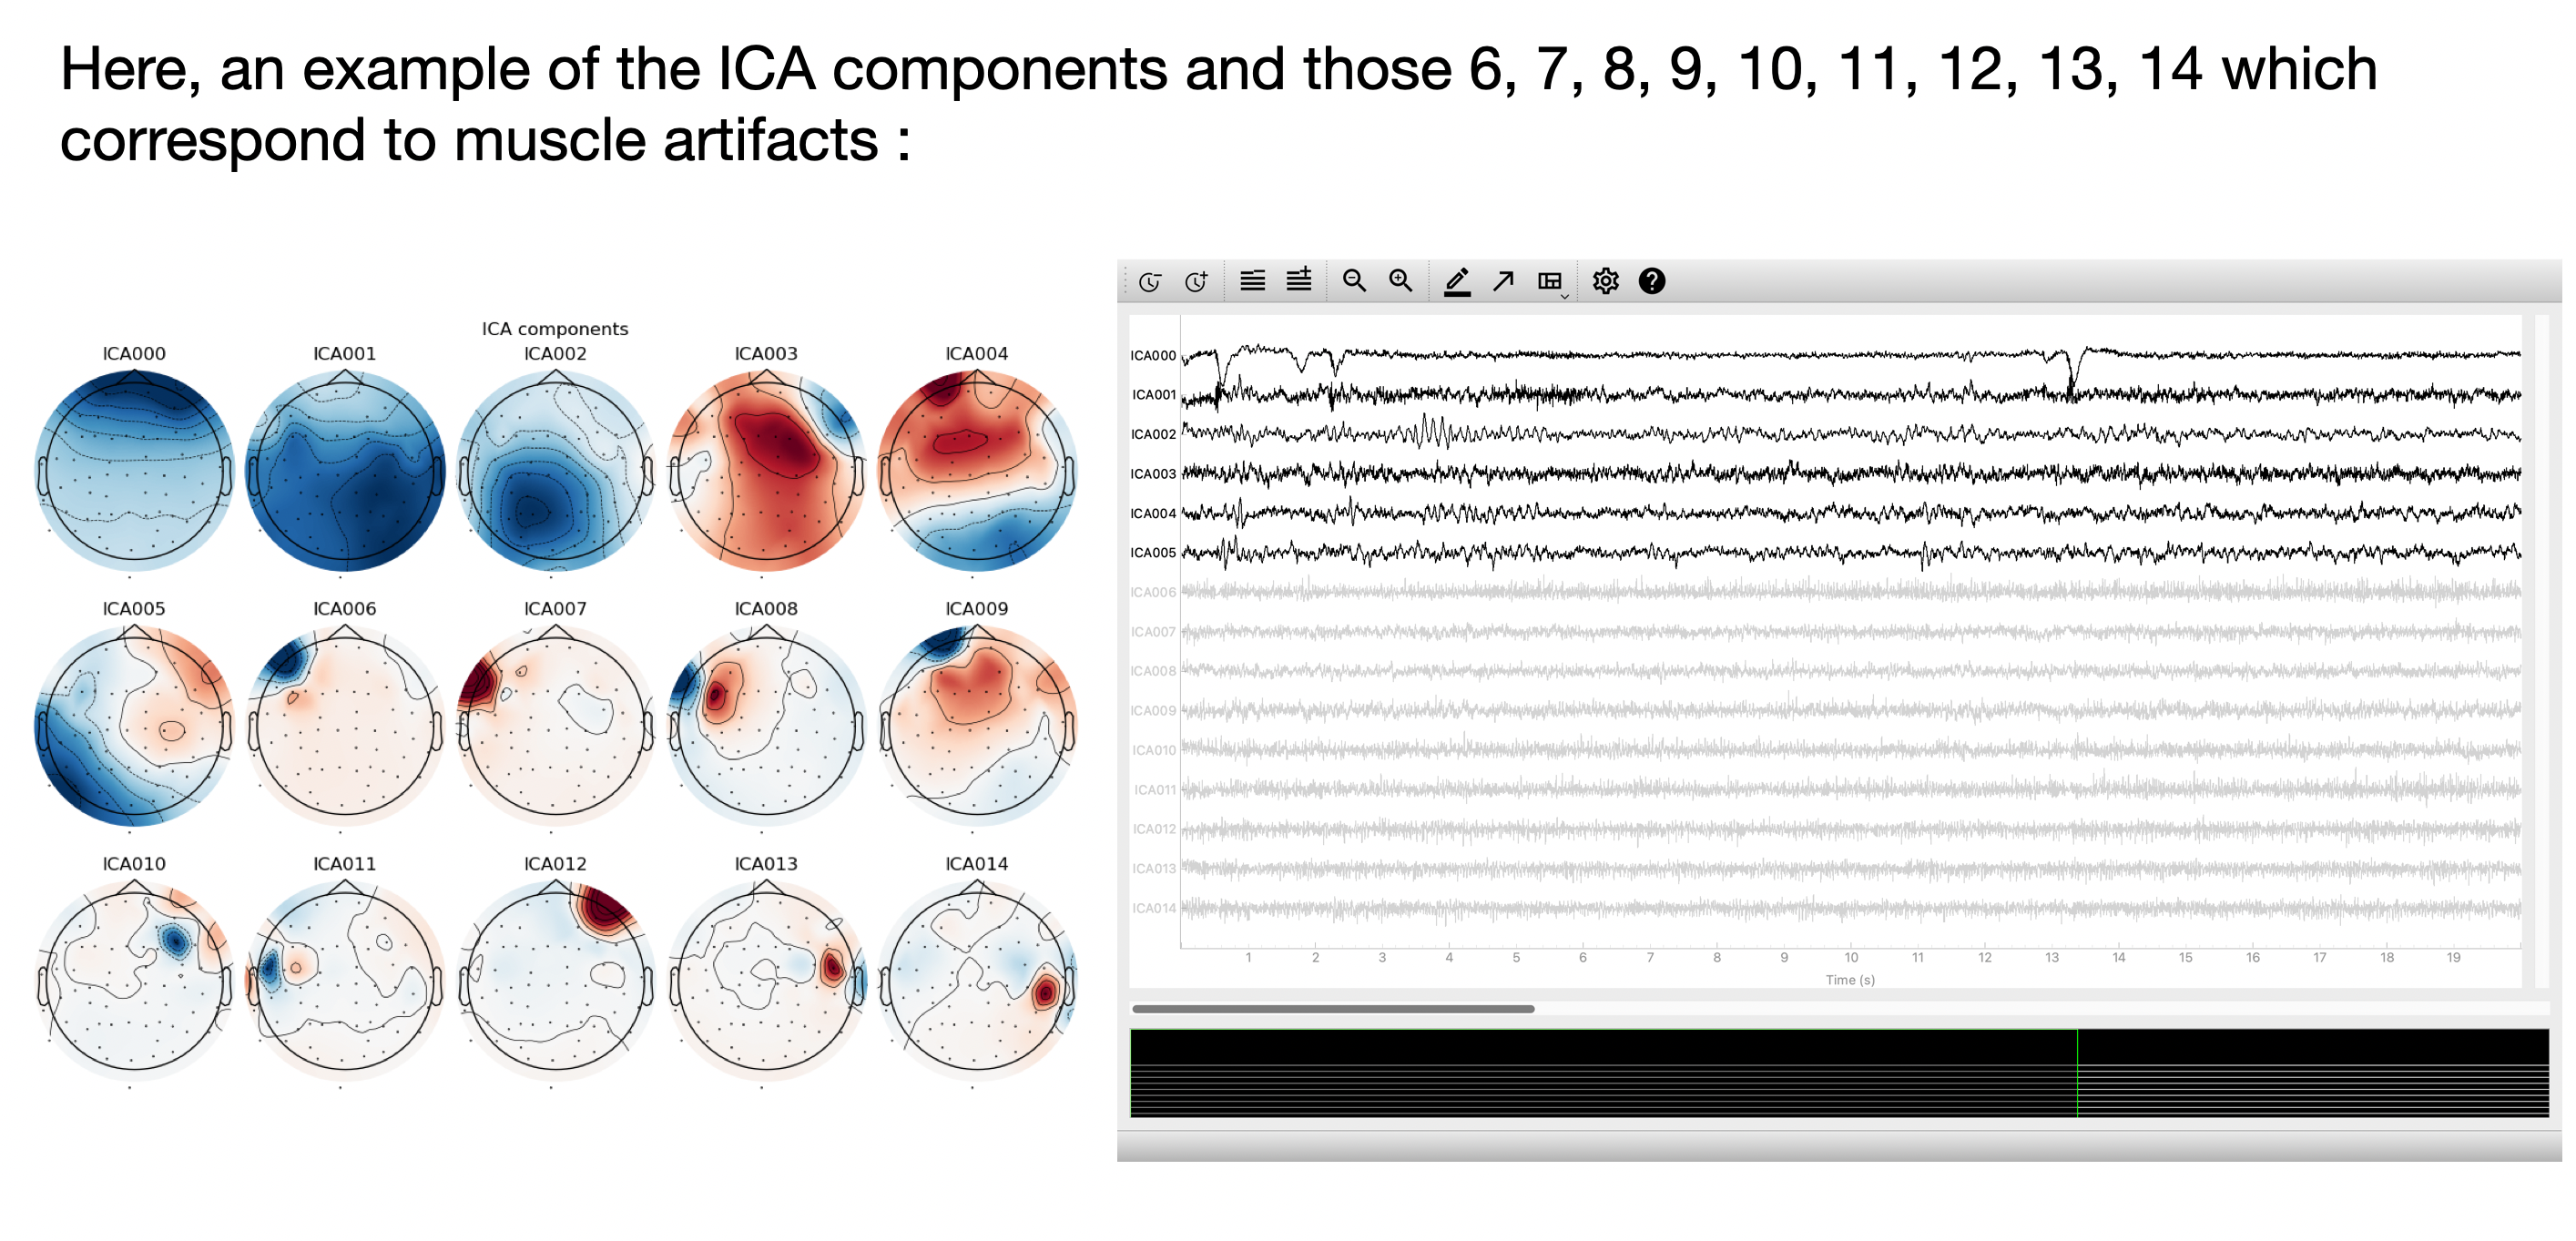 Here, an example of the ICA components and those 6, 7, 8, 9, 10, 11, 12, 13, 14 which
correspond to muscle artifacts :
ICA components
ICA000 ICA001 ICA002 ICA003 ICA004
ICA005 ICA006 ICA007 ICA008 ICA009
ICA010 ICA011 ICA012 ICA013 ICA014
ICA000
ICA001
ICA002
ICA003
ICA004
ICA005
ICA006
ICA007
ICA008
ICA009
ICA010
ICA011
ICA012
ICA013
ICA014
1 2 3 4 5 6 7 8 9 10 11 12 13 14 15 16 17 18 19
Time (s)